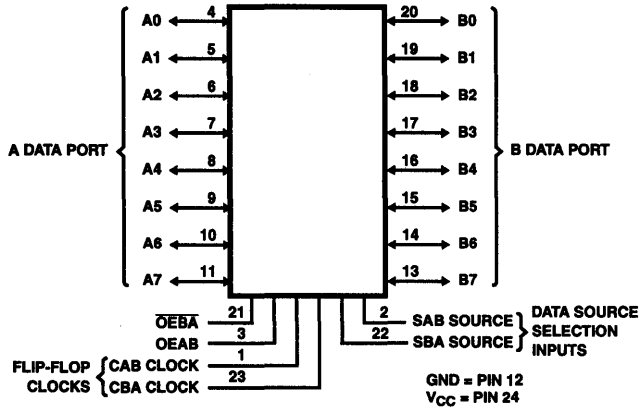 A0 4 20 B0
A1 5 19 B1
A2 6 18 B2
A3 7 17 B3
A DATA PORT B DATA PORT
A4 8 16 B4
A5 9 15 B5
A6 10 14 B6
A7 11 13 B7
O̅E̅B̅A̅ 21 2 SAB SOURCE DATA SOURCE
OEAB 3 22 SBA SOURCE SELECTION
INPUTS
FLIP-FLOP CAB CLOCK 1
CLOCKS CBA CLOCK 23
GND = PIN 12
VCC = PIN 24